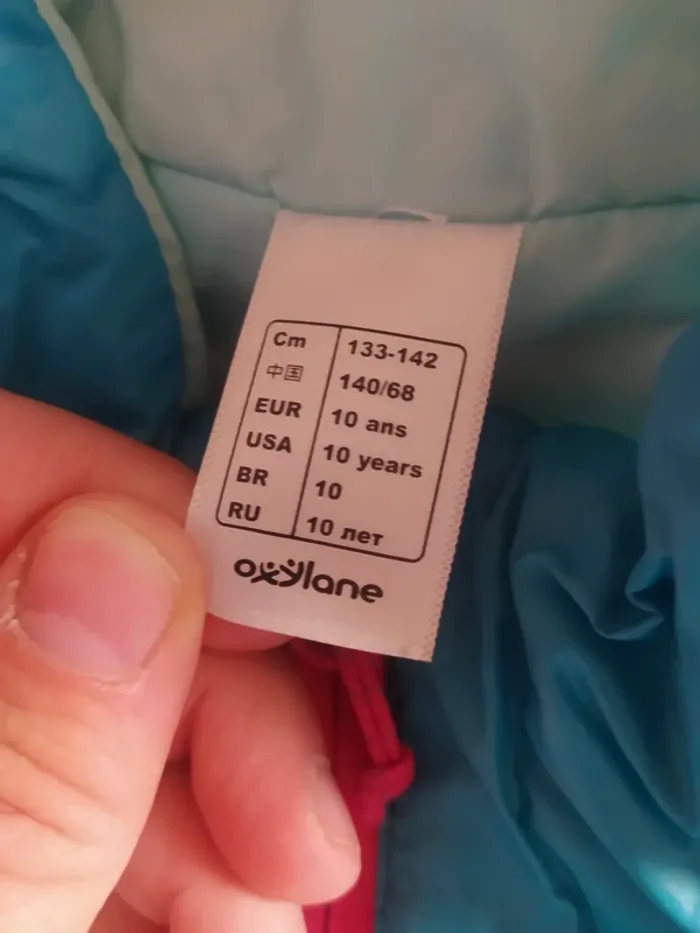 Cm 133-142
中国 140/68
EUR 10 ans
USA 10 years
BR 10
RU 10 лет
oxylane